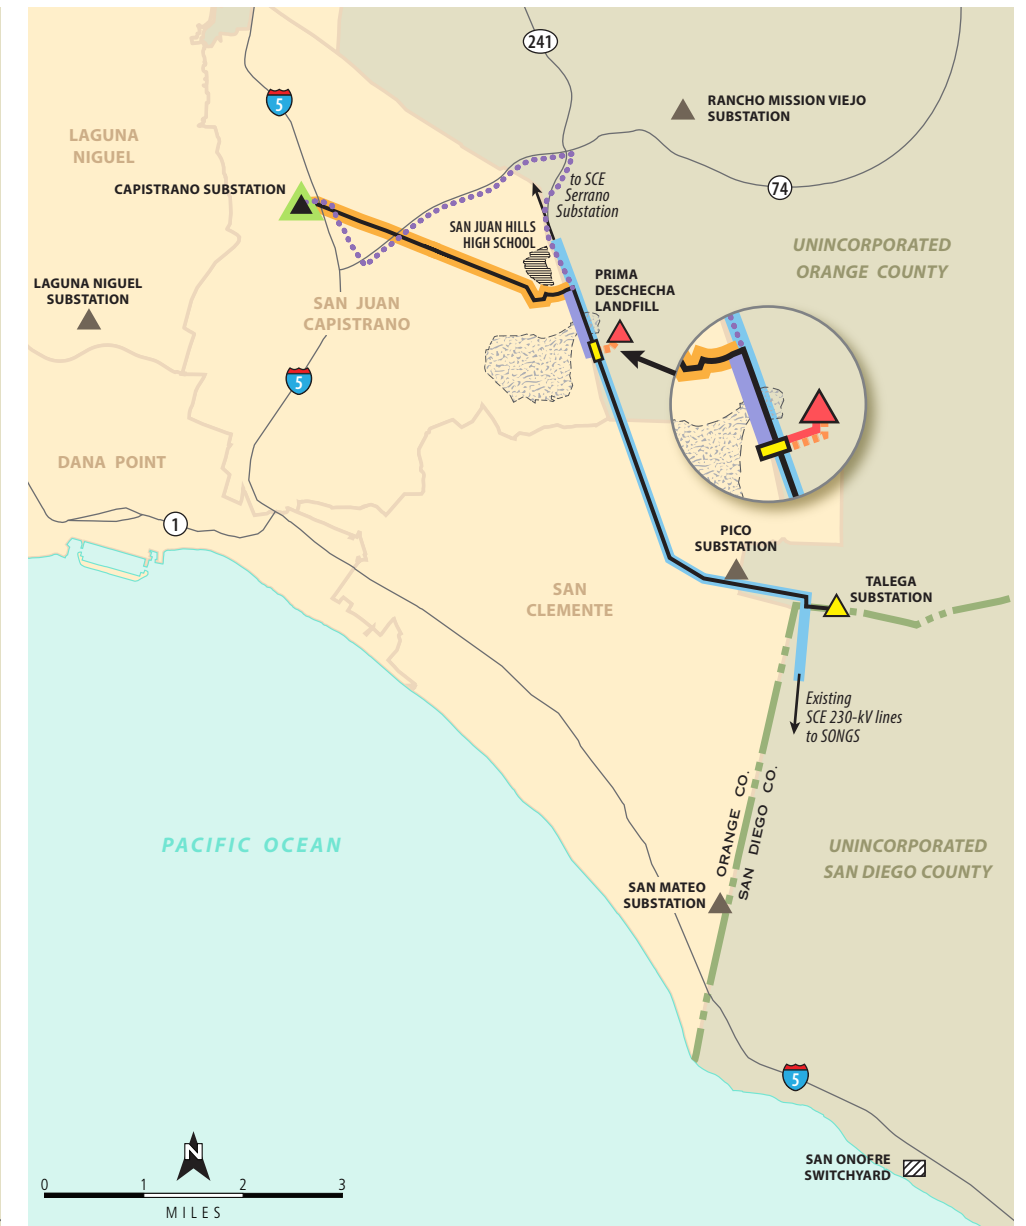 241
5
RANCHO MISSION VIEJO
SUBSTATION
LAGUNA
NIGUEL
CAPISTRANO SUBSTATION
to SCE
Serrano
Substation
74
SAN JUAN HILLS
HIGH SCHOOL
UNINCORPORATED
ORANGE COUNTY
PRIMA
DESCHECHA
LANDFILL
LAGUNA NIGUEL
SUBSTATION
SAN JUAN
CAPISTRANO
5
DANA POINT
1
PICO
SUBSTATION
TALEGA
SUBSTATION
SAN
CLEMENTE
Existing
SCE 230-kV lines
to SONGS
ORANGE CO.
SAN DIEGO CO.
PACIFIC OCEAN
UNINCORPORATED
SAN DIEGO COUNTY
SAN MATEO
SUBSTATION
5
SAN ONOFRE
SWITCHYARD
N
0 1 2 3
MILES